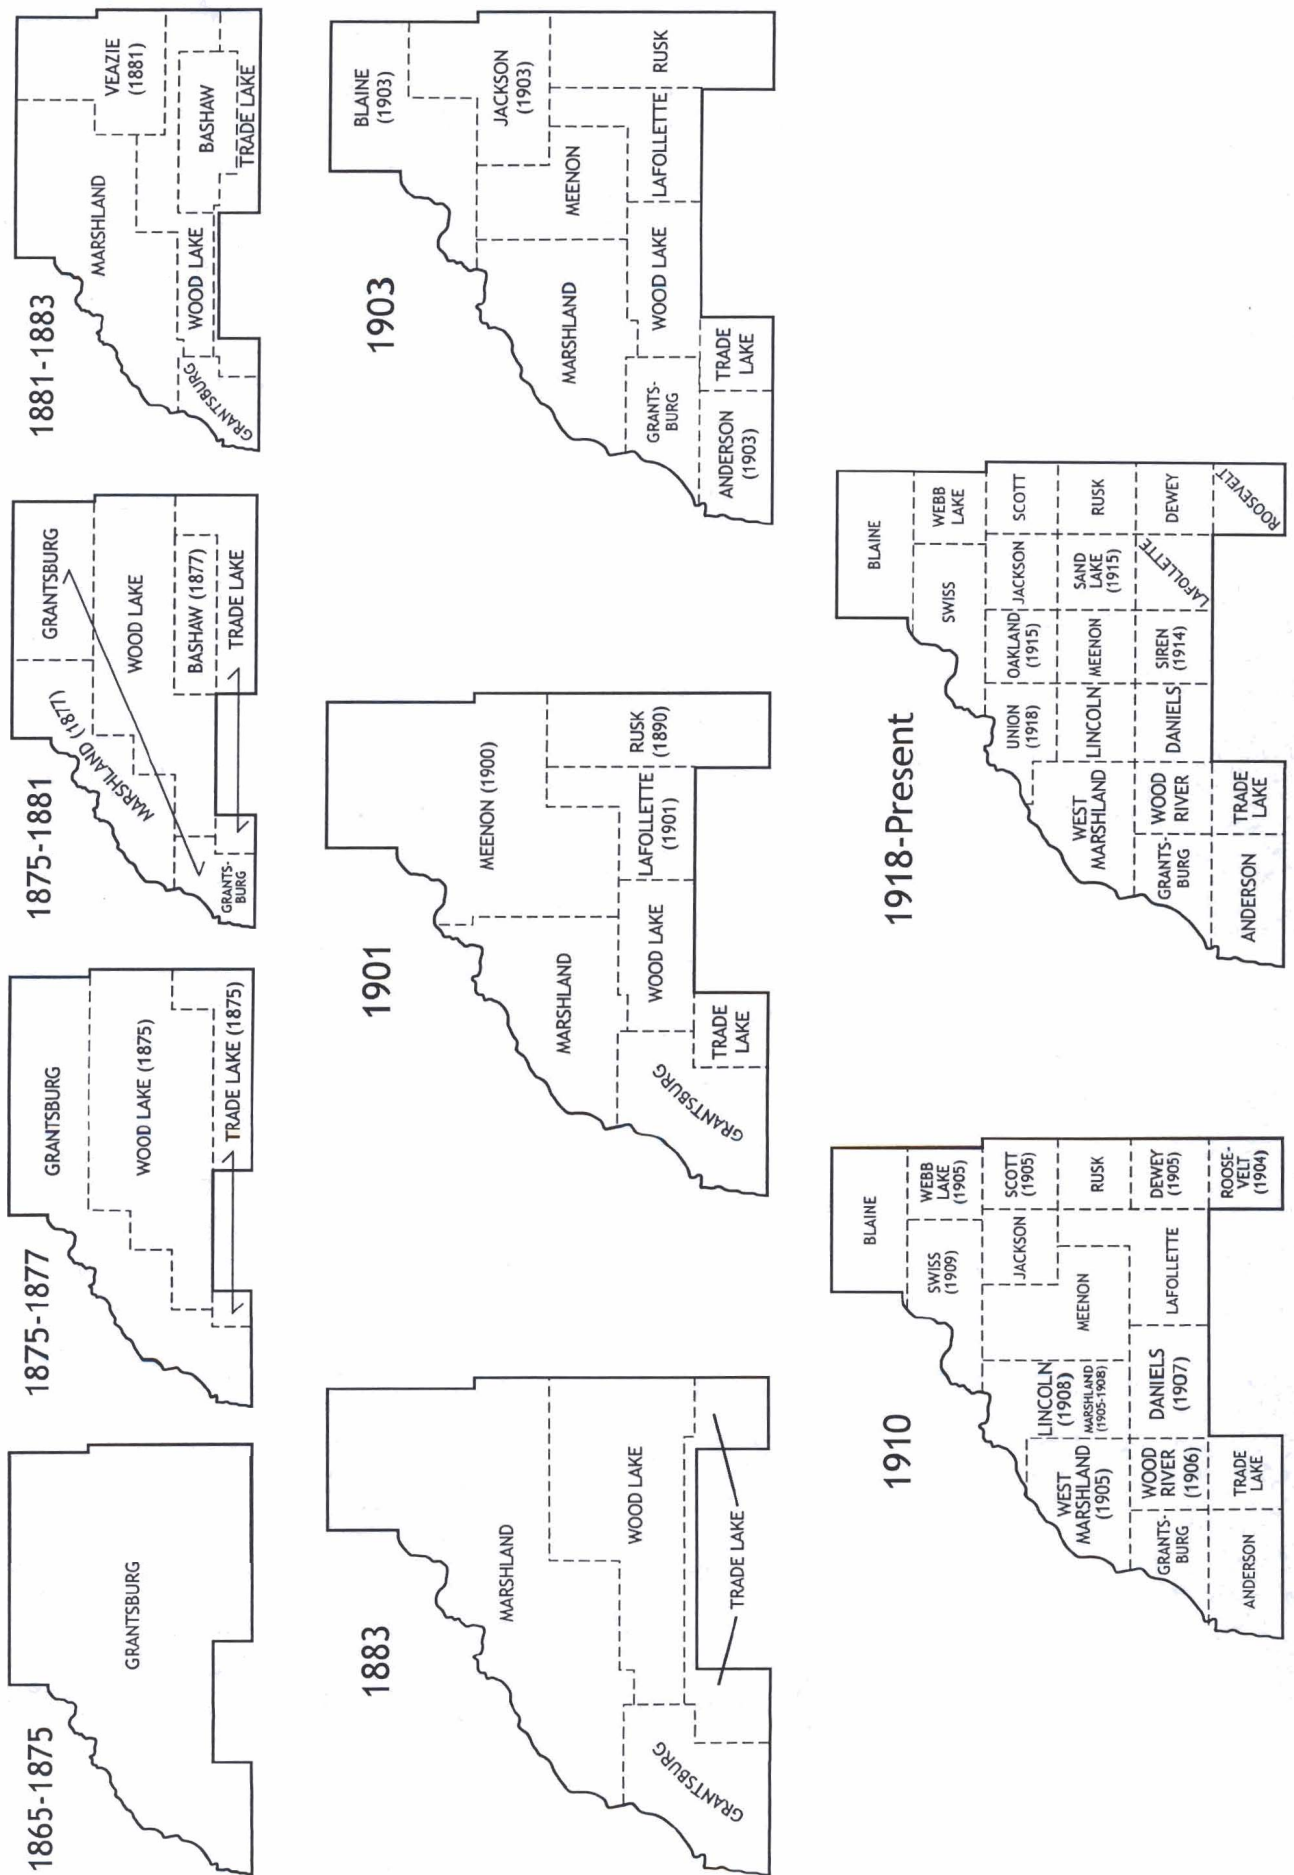 1865-1875
GRANTSBURG
1875-1877
GRANTSBURG
WOOD LAKE (1875)
TRADE LAKE (1875)
1875-1881
GRANTSBURG
MARSHLAND (1877)
WOOD LAKE
BASHAW (1877)
GRANTS-
BURG
TRADE LAKE
1881-1883
MARSHLAND
VEAZIE
(1881)
WOOD LAKE
BASHAW
GRANTSBURG
TRADE LAKE
1883
MARSHLAND
WOOD LAKE
GRANTSBURG
TRADE LAKE
1901
MEENON (1900)
MARSHLAND
RUSK
(1890)
LAFOLLETTE
(1901)
WOOD LAKE
GRANTSBURG
TRADE
LAKE
1903
BLAINE
(1903)
JACKSON
(1903)
MEENON
MARSHLAND
RUSK
LAFOLLETTE
WOOD LAKE
GRANTS-
BURG
TRADE
LAKE
ANDERSON
(1903)
1910
BLAINE
SWISS
(1909)
WEBB
LAKE
(1905)
JACKSON
SCOTT
(1905)
LINCOLN
(1908)
MARSHLAND
(1905-1908)
MEENON
RUSK
WEST
MARSHLAND
(1905)
GRANTS-
BURG
WOOD
RIVER
(1906)
DANIELS
(1907)
LAFOLLETTE
DEWEY
(1905)
ANDERSON
TRADE
LAKE
ROOSE-
VELT
(1904)
1918-Present
BLAINE
SWISS
WEBB
LAKE
UNION
(1918)
OAKLAND
(1915)
JACKSON
SCOTT
WEST
MARSHLAND
LINCOLN
MEENON
SAND
LAKE
(1915)
RUSK
GRANTS-
BURG
WOOD
RIVER
DANIELS
SIREN
(1914)
LAFOLLETTE
DEWEY
ANDERSON
TRADE
LAKE
ROOSEVELT